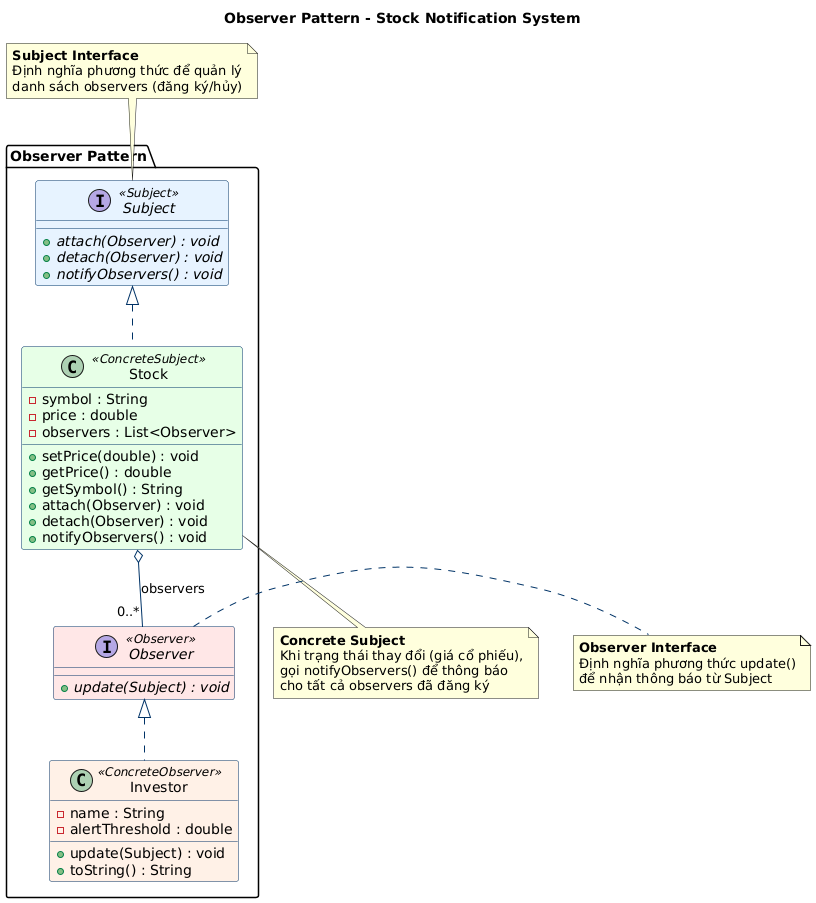 Observer Pattern - Stock Notification System
Subject Interface
Định nghĩa phương thức để quản lý
danh sách observers (đăng ký/hủy)
Observer Pattern
I
«Subject»
Subject
attach(Observer) : void
detach(Observer) : void
notifyObservers() : void
C
«ConcreteSubject»
Stock
symbol : String
price : double
observers : List<Observer>
setPrice(double) : void
getPrice() : double
getSymbol() : String
attach(Observer) : void
detach(Observer) : void
notifyObservers() : void
observers
0..*
I
«Observer»
Observer
update(Subject) : void
Concrete Subject
Khi trạng thái thay đổi (giá cổ phiếu),
gọi notifyObservers() để thông báo
cho tất cả observers đã đăng ký
Observer Interface
Định nghĩa phương thức update()
để nhận thông báo từ Subject
C
«ConcreteObserver»
Investor
name : String
alertThreshold : double
update(Subject) : void
toString() : String